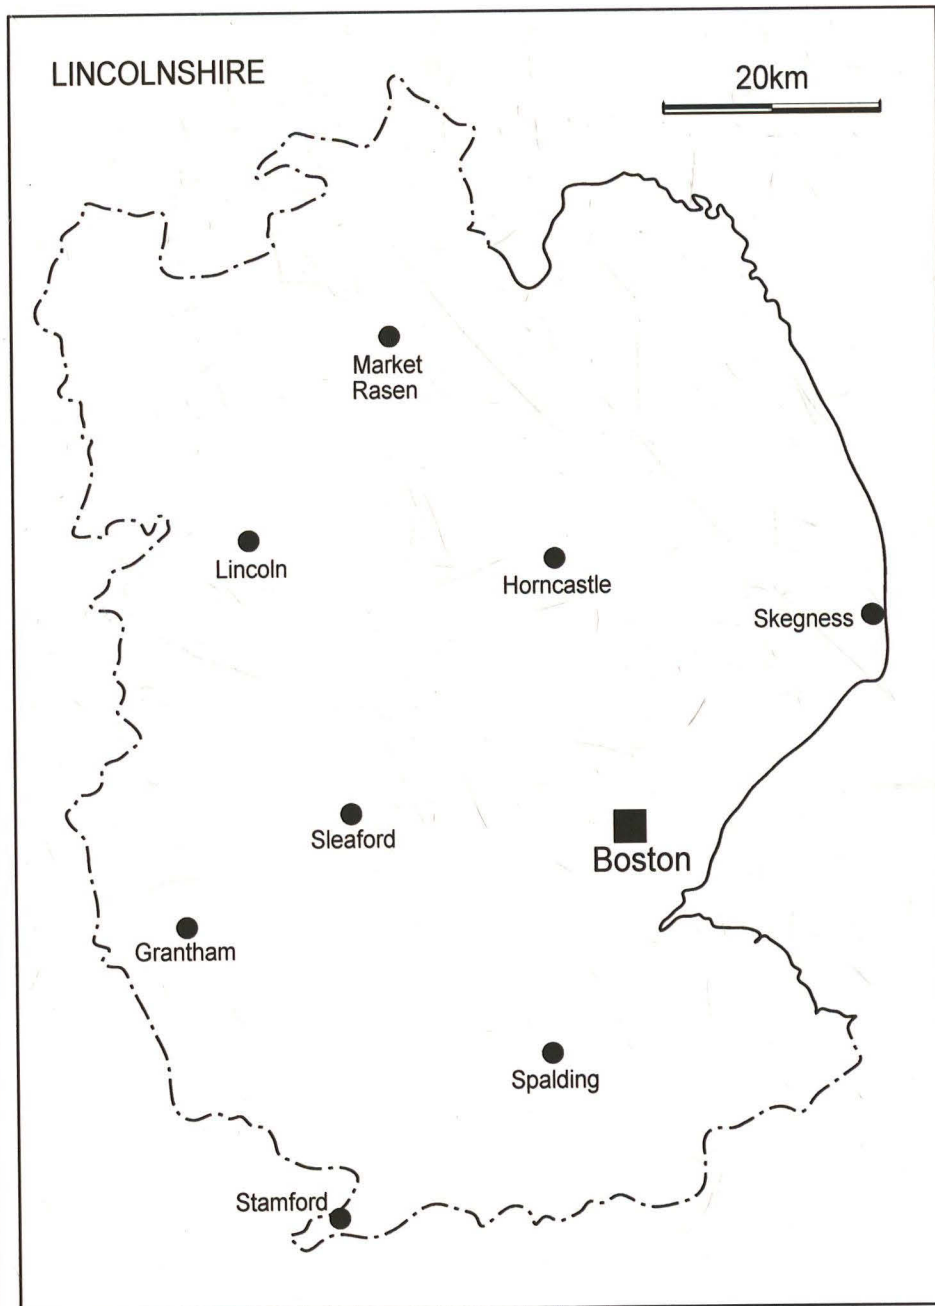 LINCOLNSHIRE
20km
Market
Rasen
Lincoln
Horncastle
Skegness
Sleaford
Boston
Grantham
Spalding
Stamford